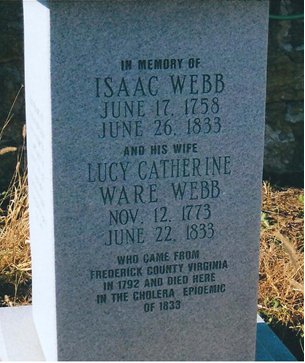 IN MEMORY OF
ISAAC WEBB
JUNE 17, 1758
JUNE 26, 1833
AND HIS WIFE
LUCY CATHERINE
WARE WEBB
NOV. 12, 1773
JUNE 22, 1833
WHO CAME FROM
FREDERICK COUNTY VIRGINIA
IN 1792 AND DIED HERE
IN THE CHOLERA EPIDEMIC
OF 1833